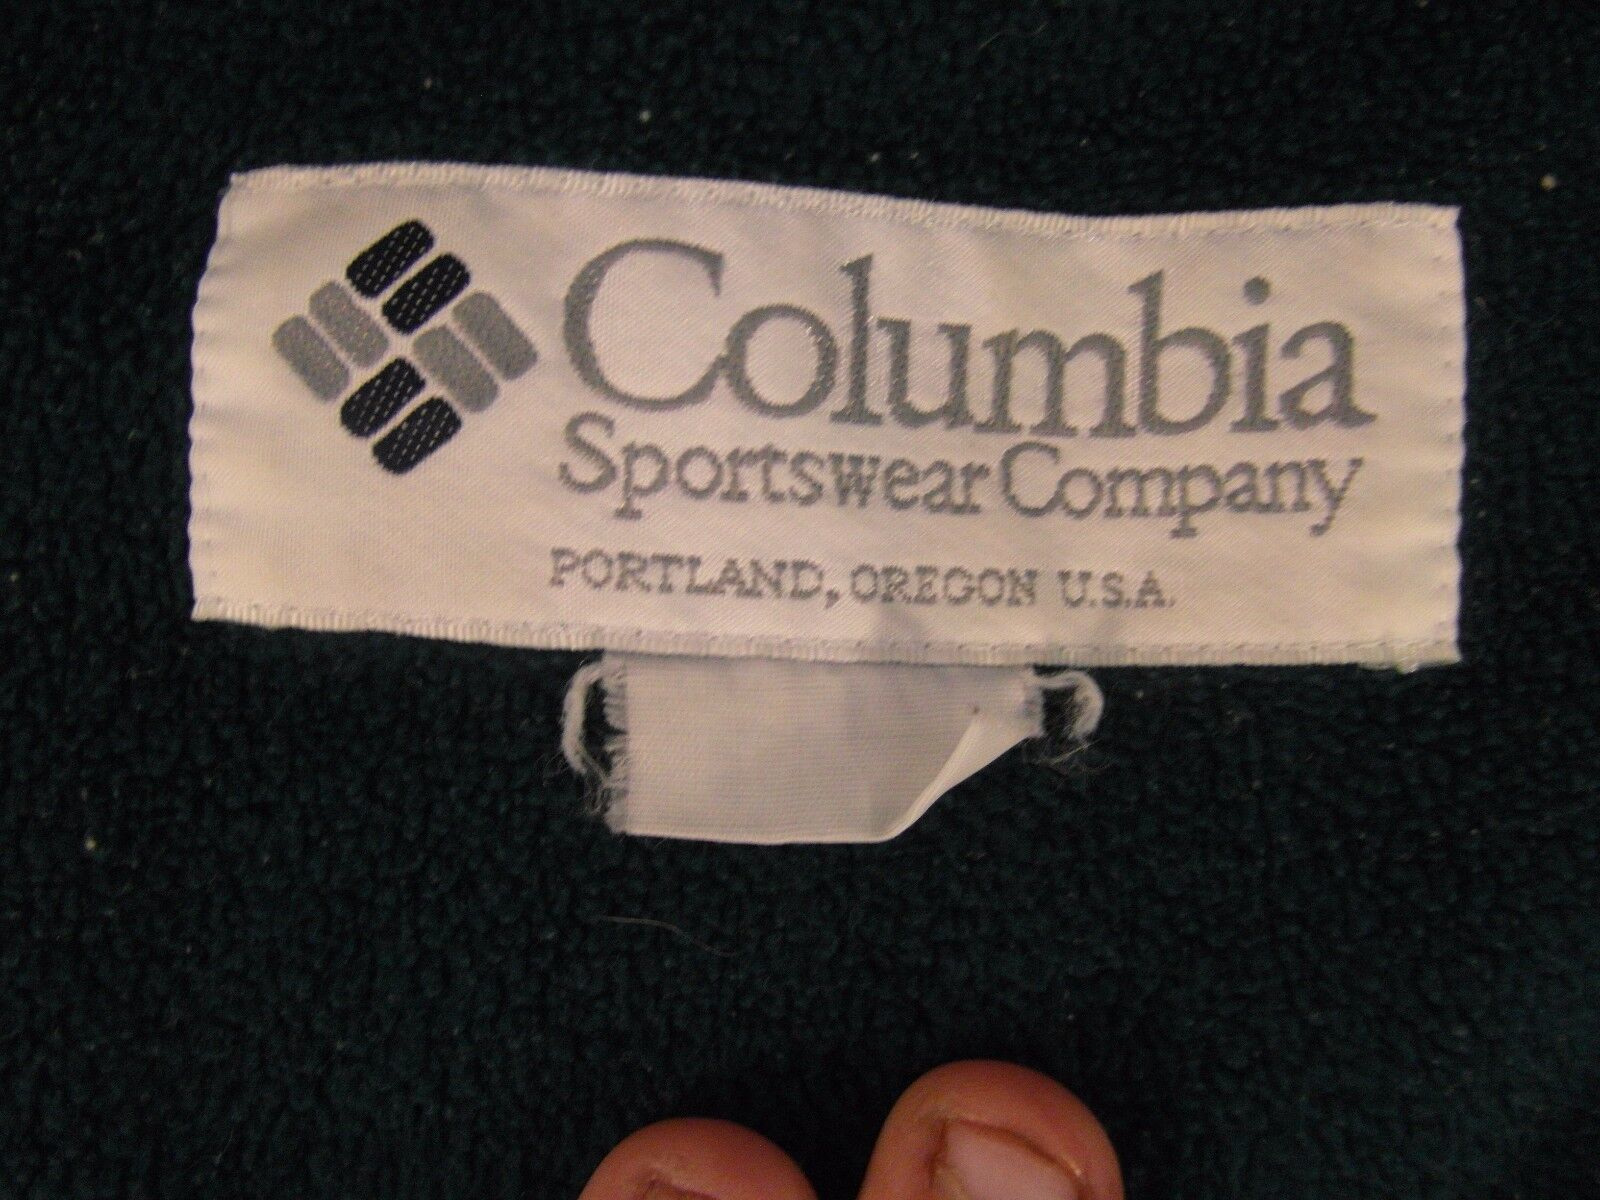 Columbia
Sportswear Company
PORTLAND, OREGON U.S.A.